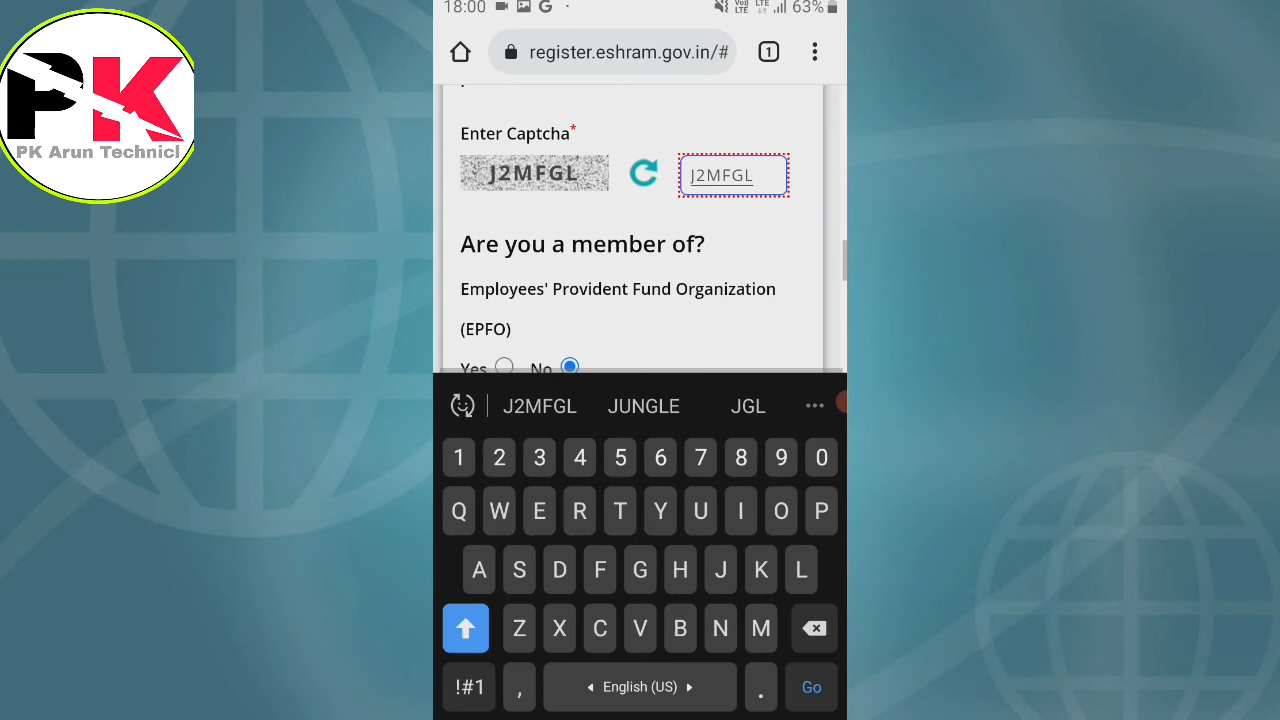 PK
PK Arun Technicl
18:00 63%
register.eshram.gov.in/# 1
Enter Captcha*
J2MFGL J2MFGL
Are you a member of?
Employees' Provident Fund Organization
(EPFO)
Yes No
J2MFGL JUNGLE JGL ...
1 2 3 4 5 6 7 8 9 0
Q W E R T Y U I O P
A S D F G H J K L
Z X C V B N M
!#1 , English (US) . Go